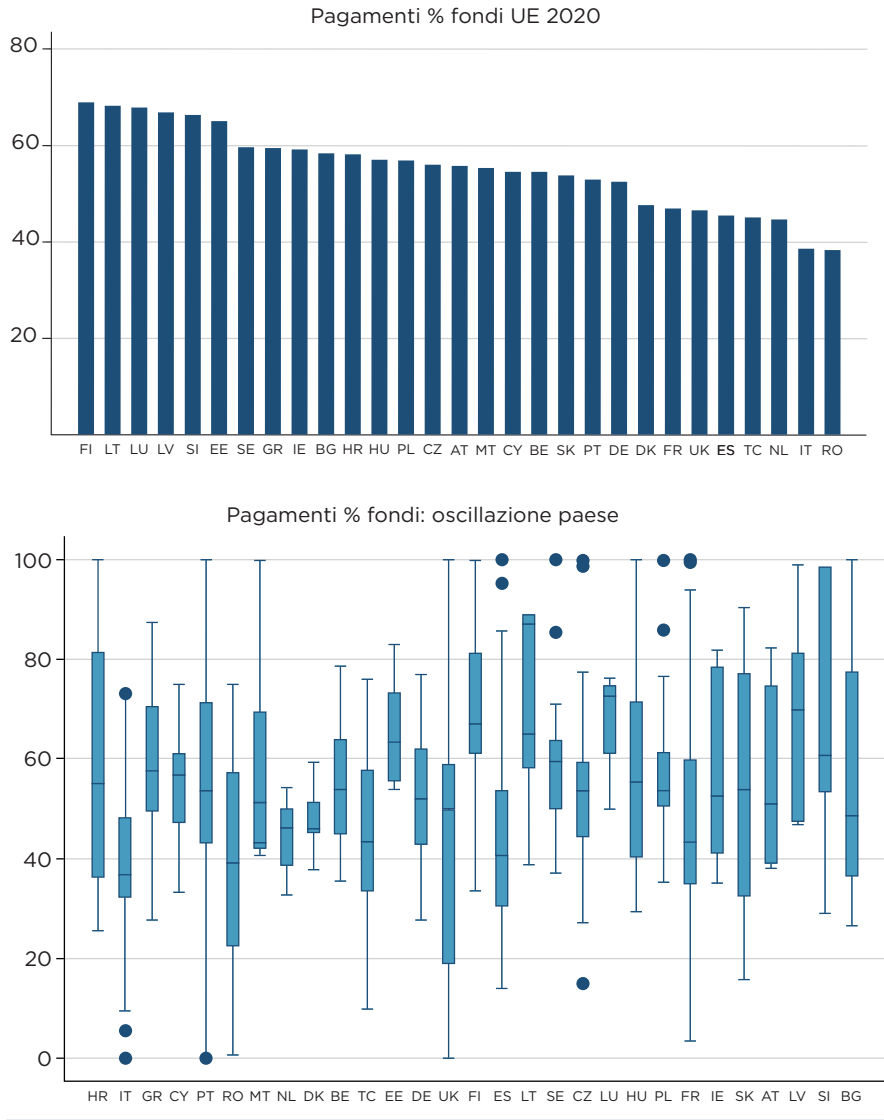 Pagamenti % fondi UE 2020
80
60
40
20
FI LT LU LV SI EE SE GR IE BG HR HU PL CZ AT MT CY BE SK PT DE DK FR UK ES TC NL IT RO
Pagamenti % fondi: oscillazione paese
100
80
60
40
20
0
HR IT GR CY PT RO MT NL DK BE TC EE DE UK FI ES LT SE CZ LU HU PL FR IE SK AT LV SI BG